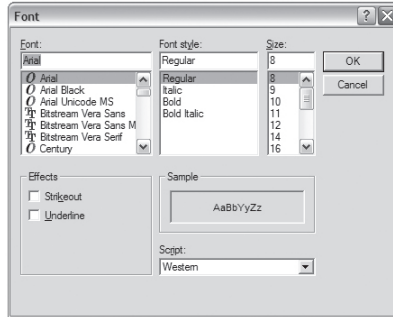 Font
Font: Font style: Size:
Arial Regular 8 OK
Arial Regular 8 Cancel
Arial Black Italic 9
Arial Unicode MS Bold 10
Bitstream Vera Sans Bold Italic 11
Bitstream Vera Sans M 12
Bitstream Vera Serif 14
Century 16
Effects Sample
Strikeout
Underline
AaBbYyZz
Script:
Western